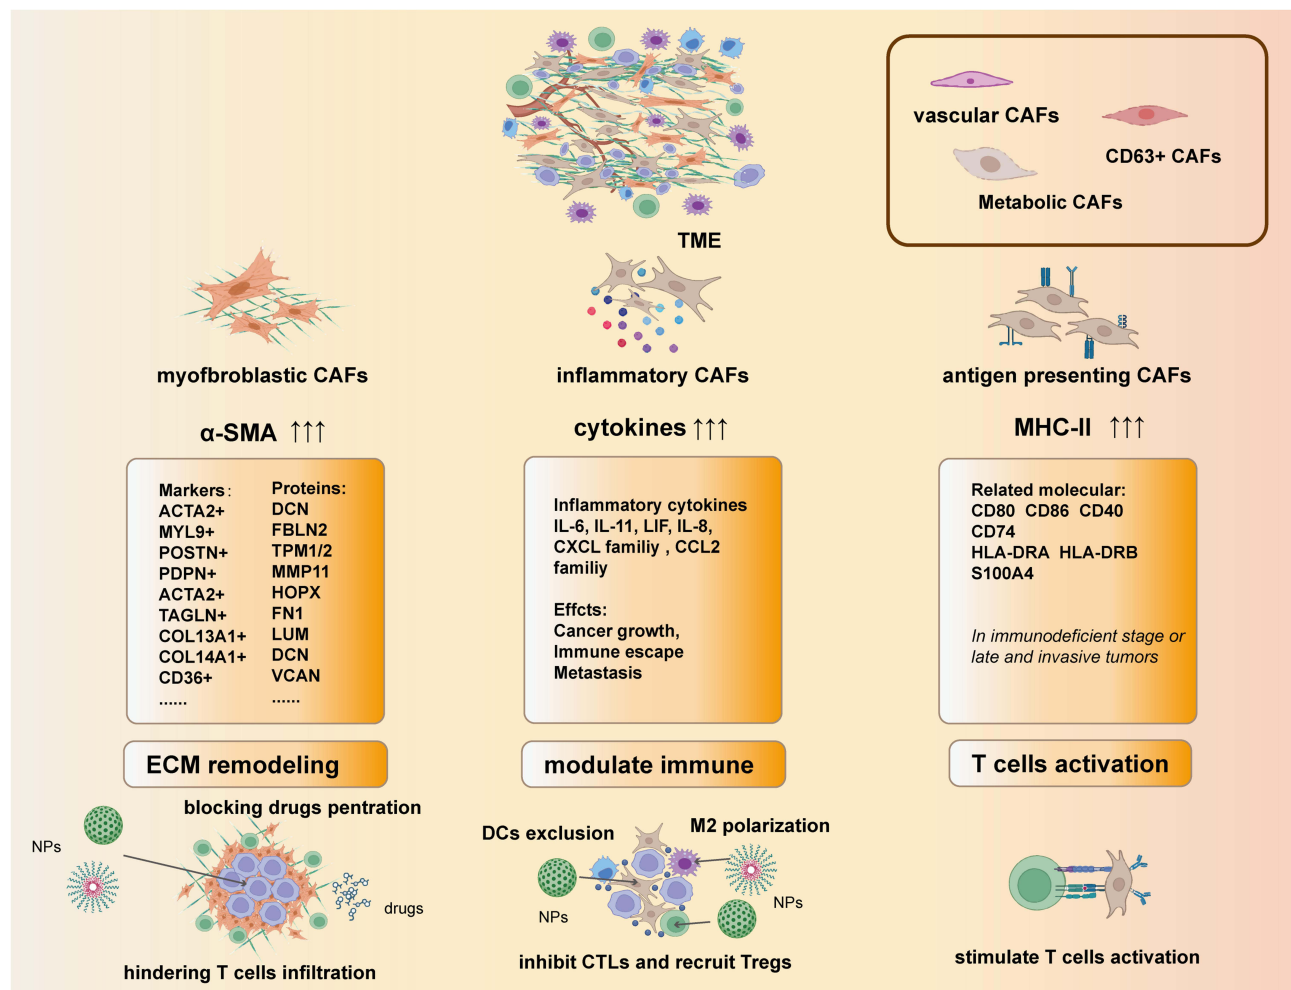 TME
vascular CAFs
CD63+ CAFs
Metabolic CAFs
myofbroblastic CAFs
α-SMA ↑↑↑
Markers:
ACTA2+
MYL9+
POSTN+
PDPN+
ACTA2+
TAGLN+
COL13A1+
COL14A1+
CD36+
......
Proteins:
DCN
FBLN2
TPM1/2
MMP11
HOPX
FN1
LUM
DCN
VCAN
......
ECM remodeling
blocking drugs pentration
NPs
drugs
hindering T cells infiltration
inflammatory CAFs
cytokines ↑↑↑
Inflammatory cytokines
IL-6, IL-11, LIF, IL-8,
CXCL familiy , CCL2
familiy
Effcts:
Cancer growth,
Immune escape
Metastasis
modulate immune
DCs exclusion
M2 polarization
NPs
NPs
inhibit CTLs and recruit Tregs
antigen presenting CAFs
MHC-II ↑↑↑
Related molecular:
CD80 CD86 CD40
CD74
HLA-DRA HLA-DRB
S100A4
In immunodeficient stage or
late and invasive tumors
T cells activation
stimulate T cells activation